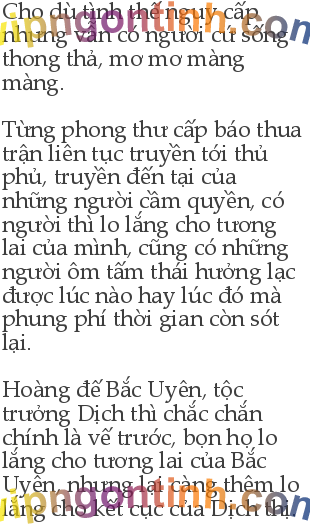 Cho dù tình thế nguy cấp
nhưng vẫn có người cứ sống
thong thả, mơ mơ màng
màng.
Từng phong thư cấp báo thua
trận liên tục truyền tới thủ
phủ, truyền đến tại của
những người cầm quyền, có
người thì lo lắng cho tương
lai của mình, cũng có những
người ôm tấm thái hưởng lạc
được lúc nào hay lúc đó mà
phung phí thời gian còn sót
lại.
Hoàng đế Bắc Uyên, tộc
trưởng Dịch thì chắc chắn
chính là vế trước, bọn họ lo
lắng cho tương lai của Bắc
Uyên, nhưng lại càng thêm lo
lắng cho kết cục của Dịch thị.
vipngontinh.com
vipngontinh.com